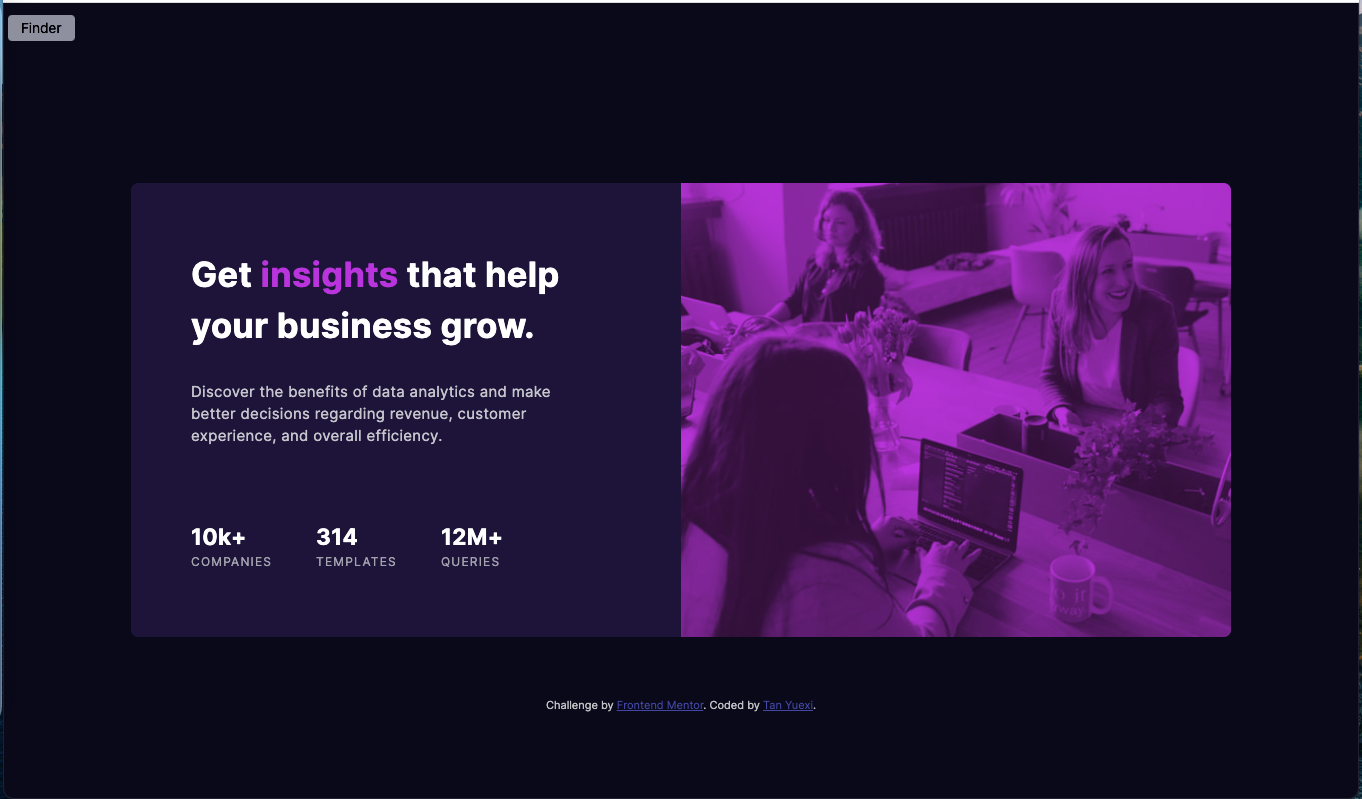 Finder
Get insights that help
your business grow.
Discover the benefits of data analytics and make
better decisions regarding revenue, customer
experience, and overall efficiency.
10k+ 314 12M+
COMPANIES TEMPLATES QUERIES
Challenge by Frontend Mentor. Coded by Tan Yuexi.